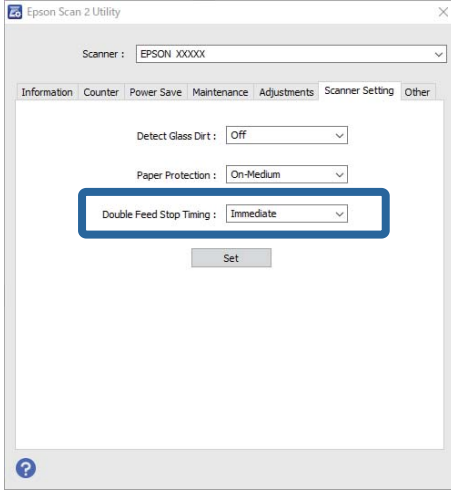 Epson Scan 2 Utility
Scanner : EPSON XXXXX
Information Counter Power Save Maintenance Adjustments Scanner Setting Other
Detect Glass Dirt : Off
Paper Protection : On-Medium
Double Feed Stop Timing : Immediate
Set
?